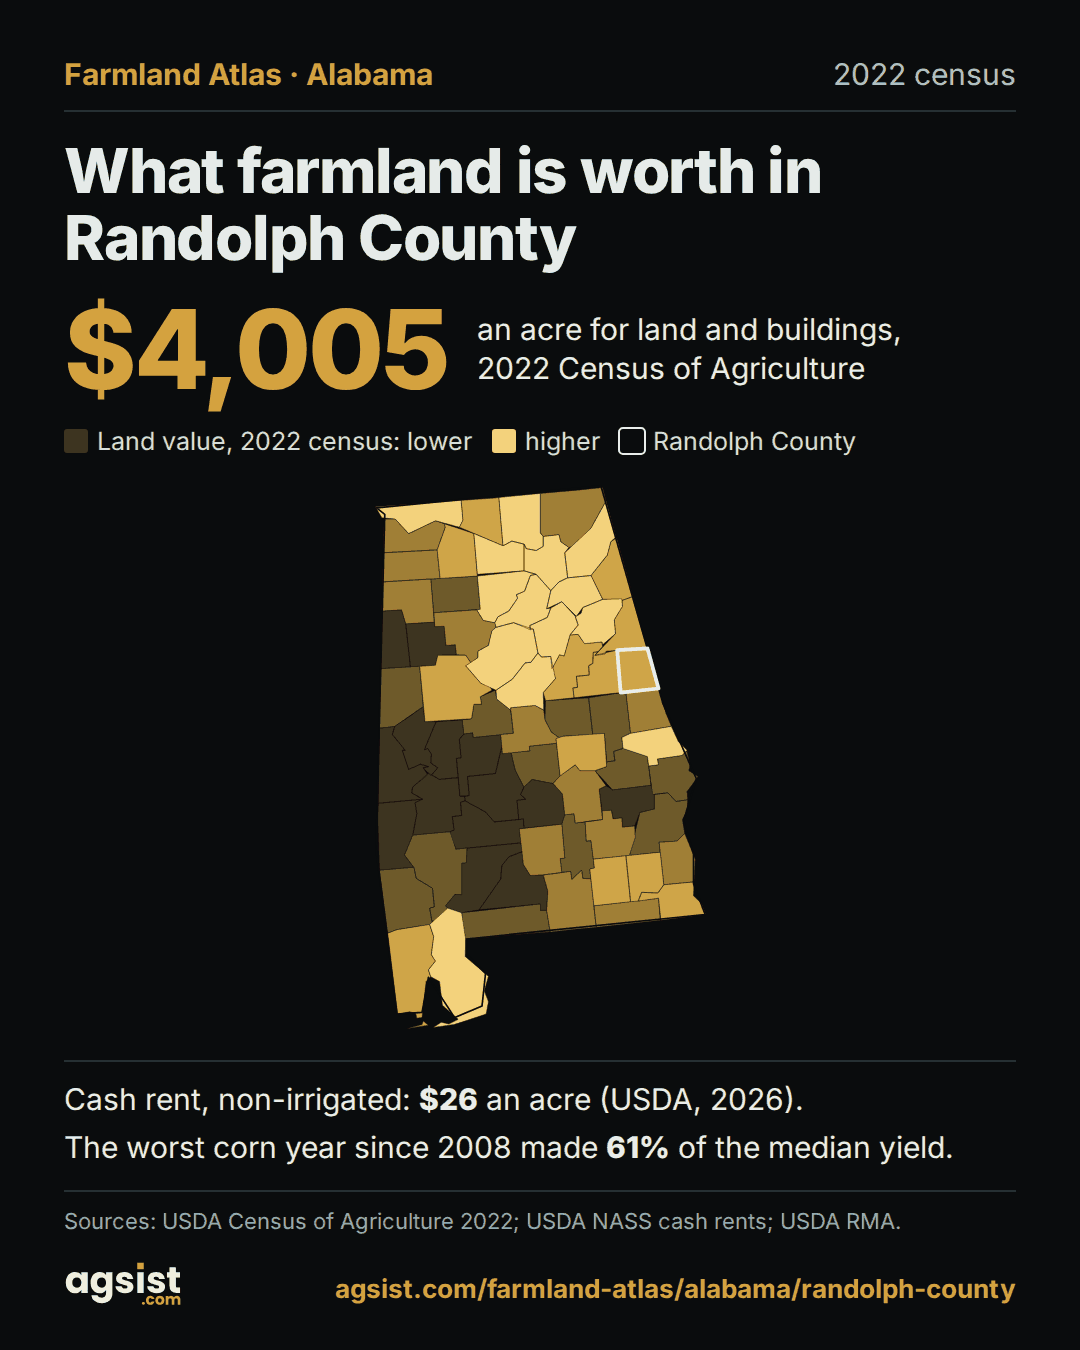 Farmland Atlas · Alabama
2022 census
What farmland is worth in
Randolph County
$4,005
an acre for land and buildings,
2022 Census of Agriculture
Land value, 2022 census: lower
higher
Randolph County
Cash rent, non-irrigated: $26 an acre (USDA, 2026).
The worst corn year since 2008 made 61% of the median yield.
Sources: USDA Census of Agriculture 2022; USDA NASS cash rents; USDA RMA.
agsist
.com
agsist.com/farmland-atlas/alabama/randolph-county